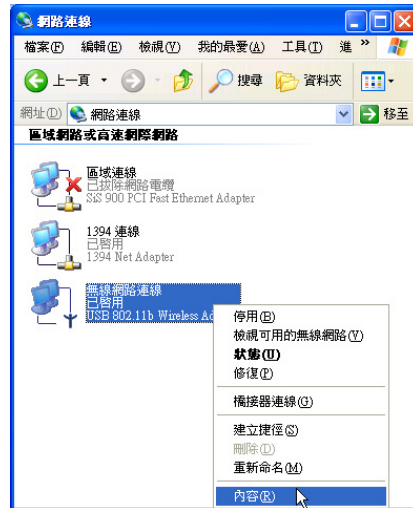 網路連線
檔案(F) 編輯(E) 檢視(V) 我的最愛(A) 工具(T) 進 »
上一頁 搜尋 資料夾
網址(D) 網路連線 移至
區域網路或高速網際網路
區域連線
已拔除網路電纜
SiS 900 PCI Fast Ethernet Adapter
1394 連線
已啓用
1394 Net Adapter
無線網路連線
已啓用
USB 802.11b Wireless Ad
停用(B)
檢視可用的無線網路(V)
狀態(U)
修復(P)
橋接器連線(G)
建立捷徑(S)
刪除(D)
重新命名(M)
內容(R)